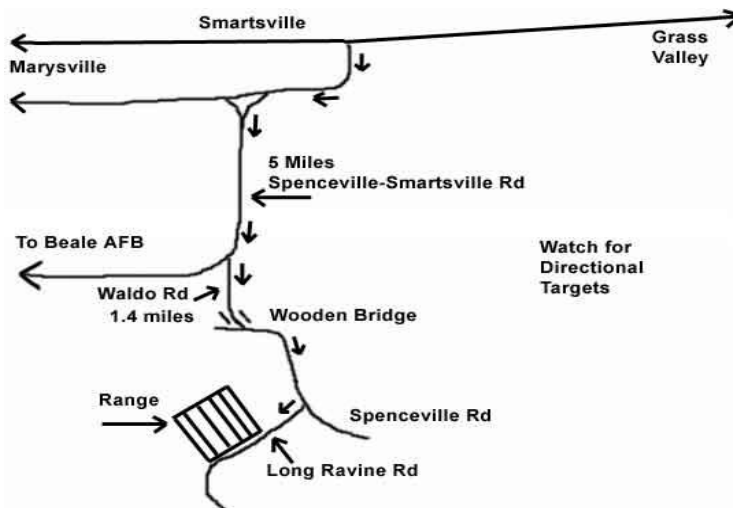 Smartsville
Grass
Valley
Marysville
5 Miles
Spenceville-Smartsville Rd
To Beale AFB
Watch for
Directional
Targets
Waldo Rd
1.4 miles
Wooden Bridge
Range
Spenceville Rd
Long Ravine Rd